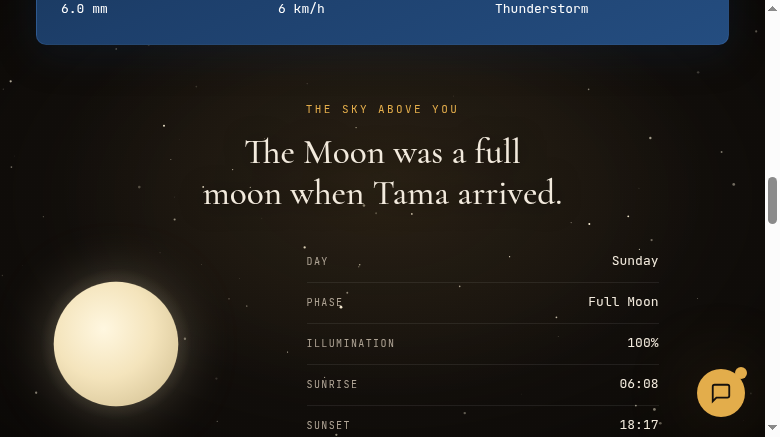 6.0 mm 6 km/h Thunderstorm
THE SKY ABOVE YOU
The Moon was a full
moon when Tama arrived.
DAY Sunday
PHASE Full Moon
ILLUMINATION 100%
SUNRISE 06:08
SUNSET 18:17